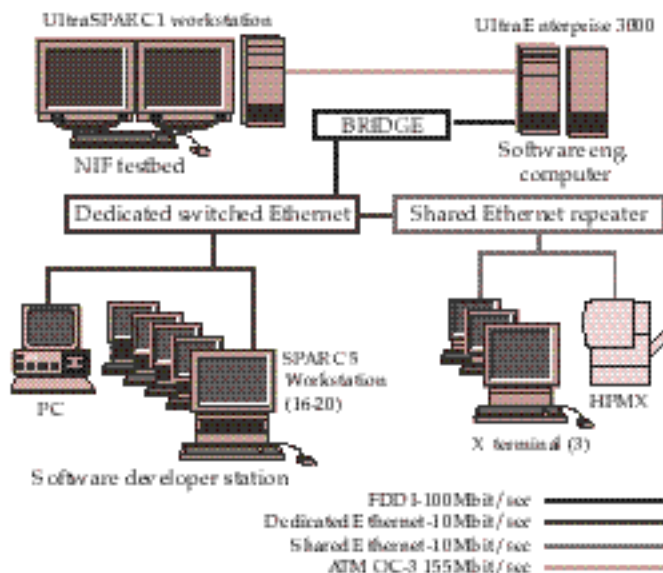 UltraSPARC1 workstation
UltraEnterprise 3000
BRIDGE
NIF testbed
Software eng.
computer
Dedicated switched Ethernet
Shared Ethernet repeater
SPARC 5
Workstation
(16-20)
PC
HPMX
X terminal (3)
Software developer station
FDDI-100Mbit/sec
Dedicated Ethernet-10Mbit/sec
Shared Ethernet-10Mbit/sec
ATM OC-3 155Mbit/sec